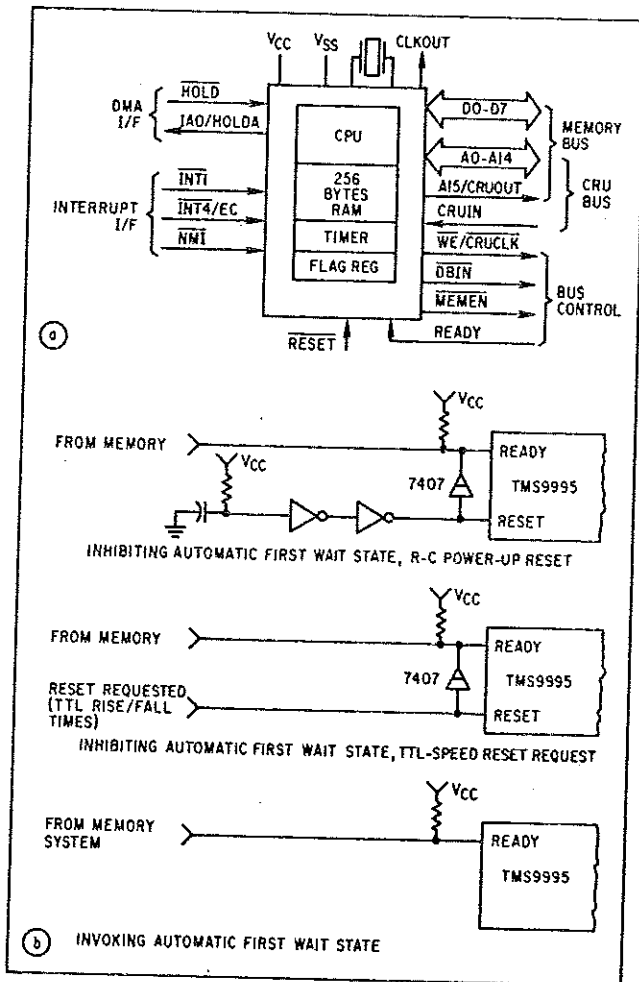 VCC VSS CLKOUT
DMA I/F
HOLD
IAO/HOLDA
INTERRUPT I/F
INT1
INT4/EC
NMI
CPU
256 BYTES RAM
TIMER
FLAG REG
D0-D7
A0-A14
A15/CRUOUT
CRUIN
WE/CRUCLK
DBIN
MEMEN
READY
MEMORY BUS
CRU BUS
BUS CONTROL
RESET
a
VCC
FROM MEMORY
VCC
7407
READY
TMS9995
RESET
INHIBITING AUTOMATIC FIRST WAIT STATE, R-C POWER-UP RESET
VCC
FROM MEMORY
7407
READY
TMS9995
RESET
RESET REQUESTED
(TTL RISE/FALL
TIMES)
INHIBITING AUTOMATIC FIRST WAIT STATE, TTL-SPEED RESET REQUEST
VCC
FROM MEMORY
SYSTEM
READY
TMS9995
b INVOKING AUTOMATIC FIRST WAIT STATE